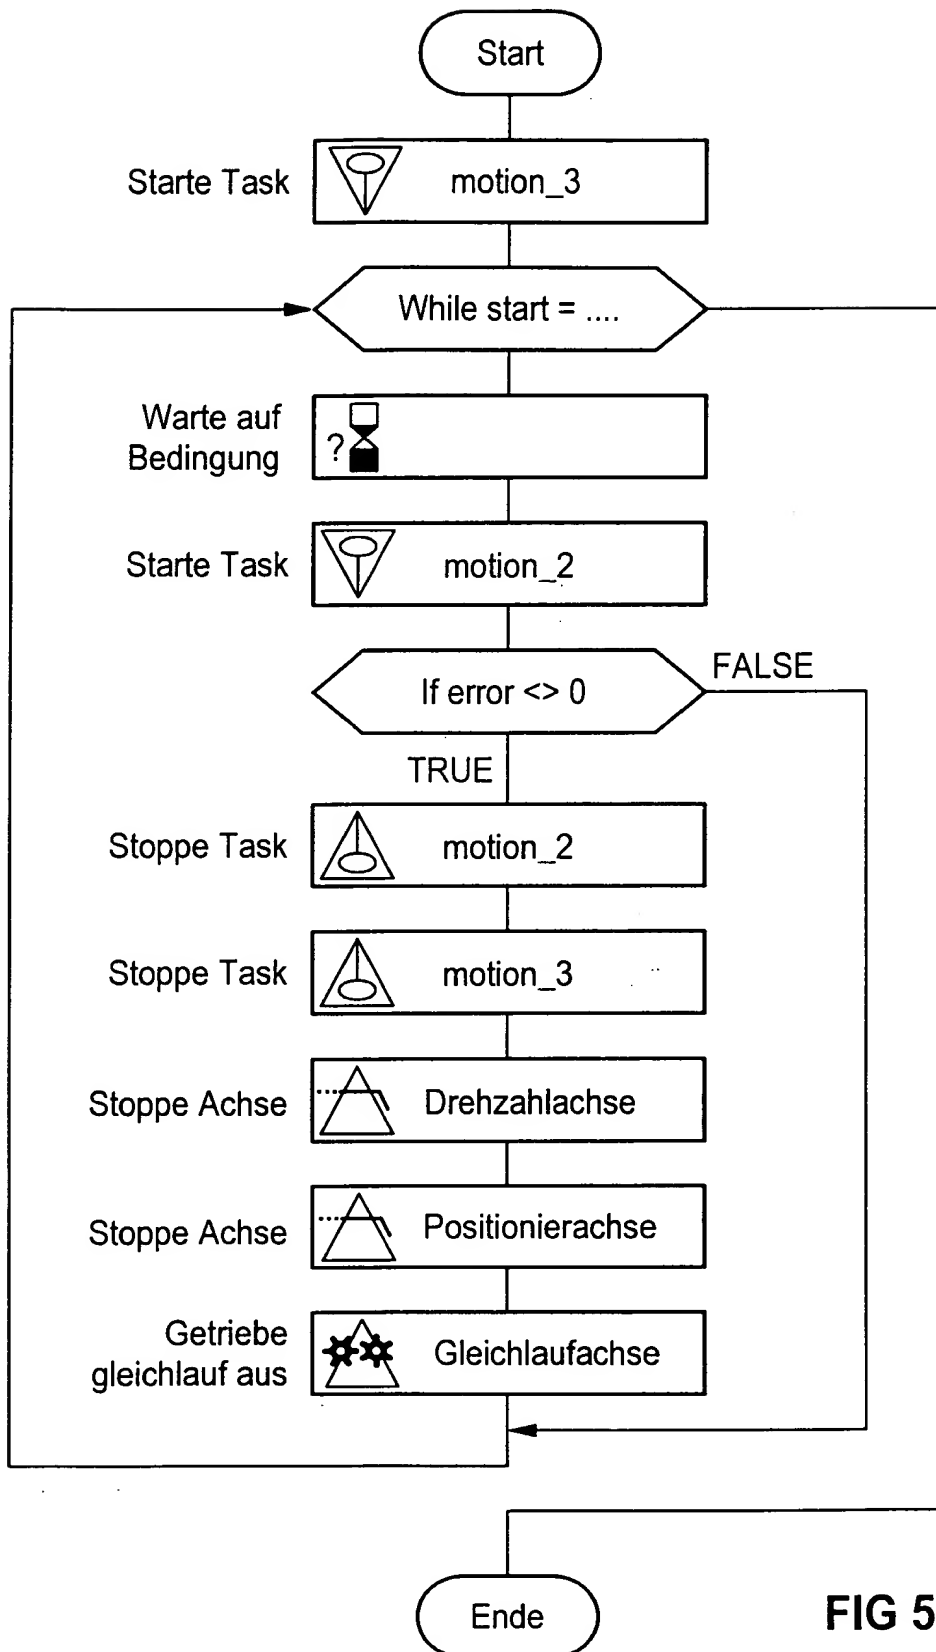 Start
Starte Task
motion_3
While start = ....
Warte auf
Bedingung
?
Starte Task
motion_2
If error <> 0
FALSE
TRUE
Stoppe Task
motion_2
Stoppe Task
motion_3
Stoppe Achse
Drehzahlachse
Stoppe Achse
Positionierachse
Getriebe
gleichlauf aus
Gleichlaufachse
Ende
FIG 5